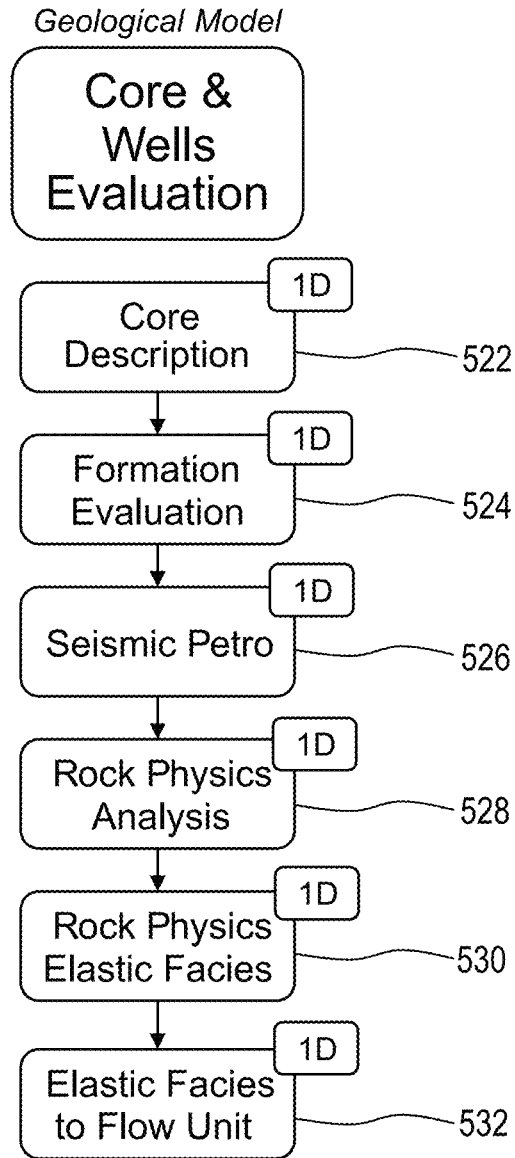 Geological Model
Core &
Wells
Evaluation
1D
Core
Description
522
1D
Formation
Evaluation
524
1D
Seismic Petro
526
1D
Rock Physics
Analysis
528
1D
Rock Physics
Elastic Facies
530
1D
Elastic Facies
to Flow Unit
532